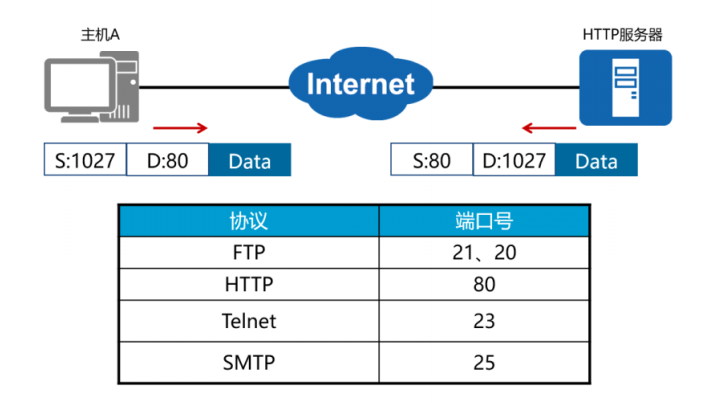 主机A
HTTP服务器
Internet
S:1027 D:80 Data
S:80 D:1027 Data
协议 端口号
FTP 21、20
HTTP 80
Telnet 23
SMTP 25